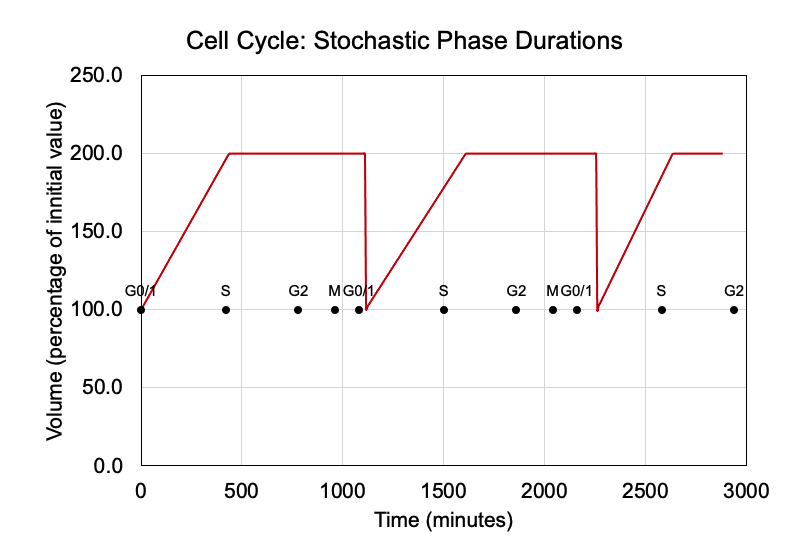 Cell Cycle: Stochastic Phase Durations
Volume (percentage of innitial value)
250.0
200.0
150.0
100.0
50.0
0.0
G0/1 S G2 M G0/1 S G2 M G0/1 S G2
0 500 1000 1500 2000 2500 3000
Time (minutes)